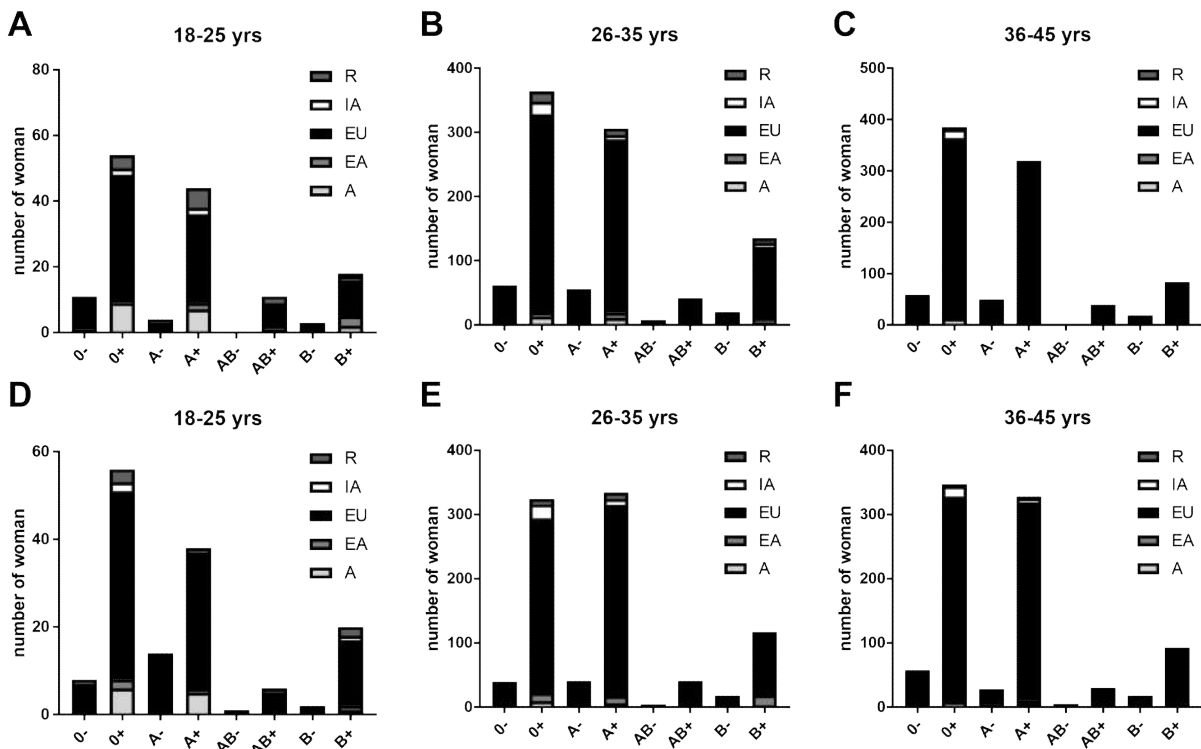 A
18-25 yrs
number of woman
80
60
40
20
0
R
IA
EU
EA
A
0-
0+
A-
A+
AB-
AB+
B-
B+
B
26-35 yrs
number of woman
400
300
200
100
0
R
IA
EU
EA
A
0-
0+
A-
A+
AB-
AB+
B-
B+
C
36-45 yrs
number of woman
500
400
300
200
100
0
R
IA
EU
EA
A
0-
0+
A-
A+
AB-
AB+
B-
B+
D
18-25 yrs
number of woman
60
40
20
0
R
IA
EU
EA
A
0-
0+
A-
A+
AB-
AB+
B-
B+
E
26-35 yrs
number of woman
400
300
200
100
0
R
IA
EU
EA
A
0-
0+
A-
A+
AB-
AB+
B-
B+
F
36-45 yrs
number of woman
400
300
200
100
0
R
IA
EU
EA
A
0-
0+
A-
A+
AB-
AB+
B-
B+